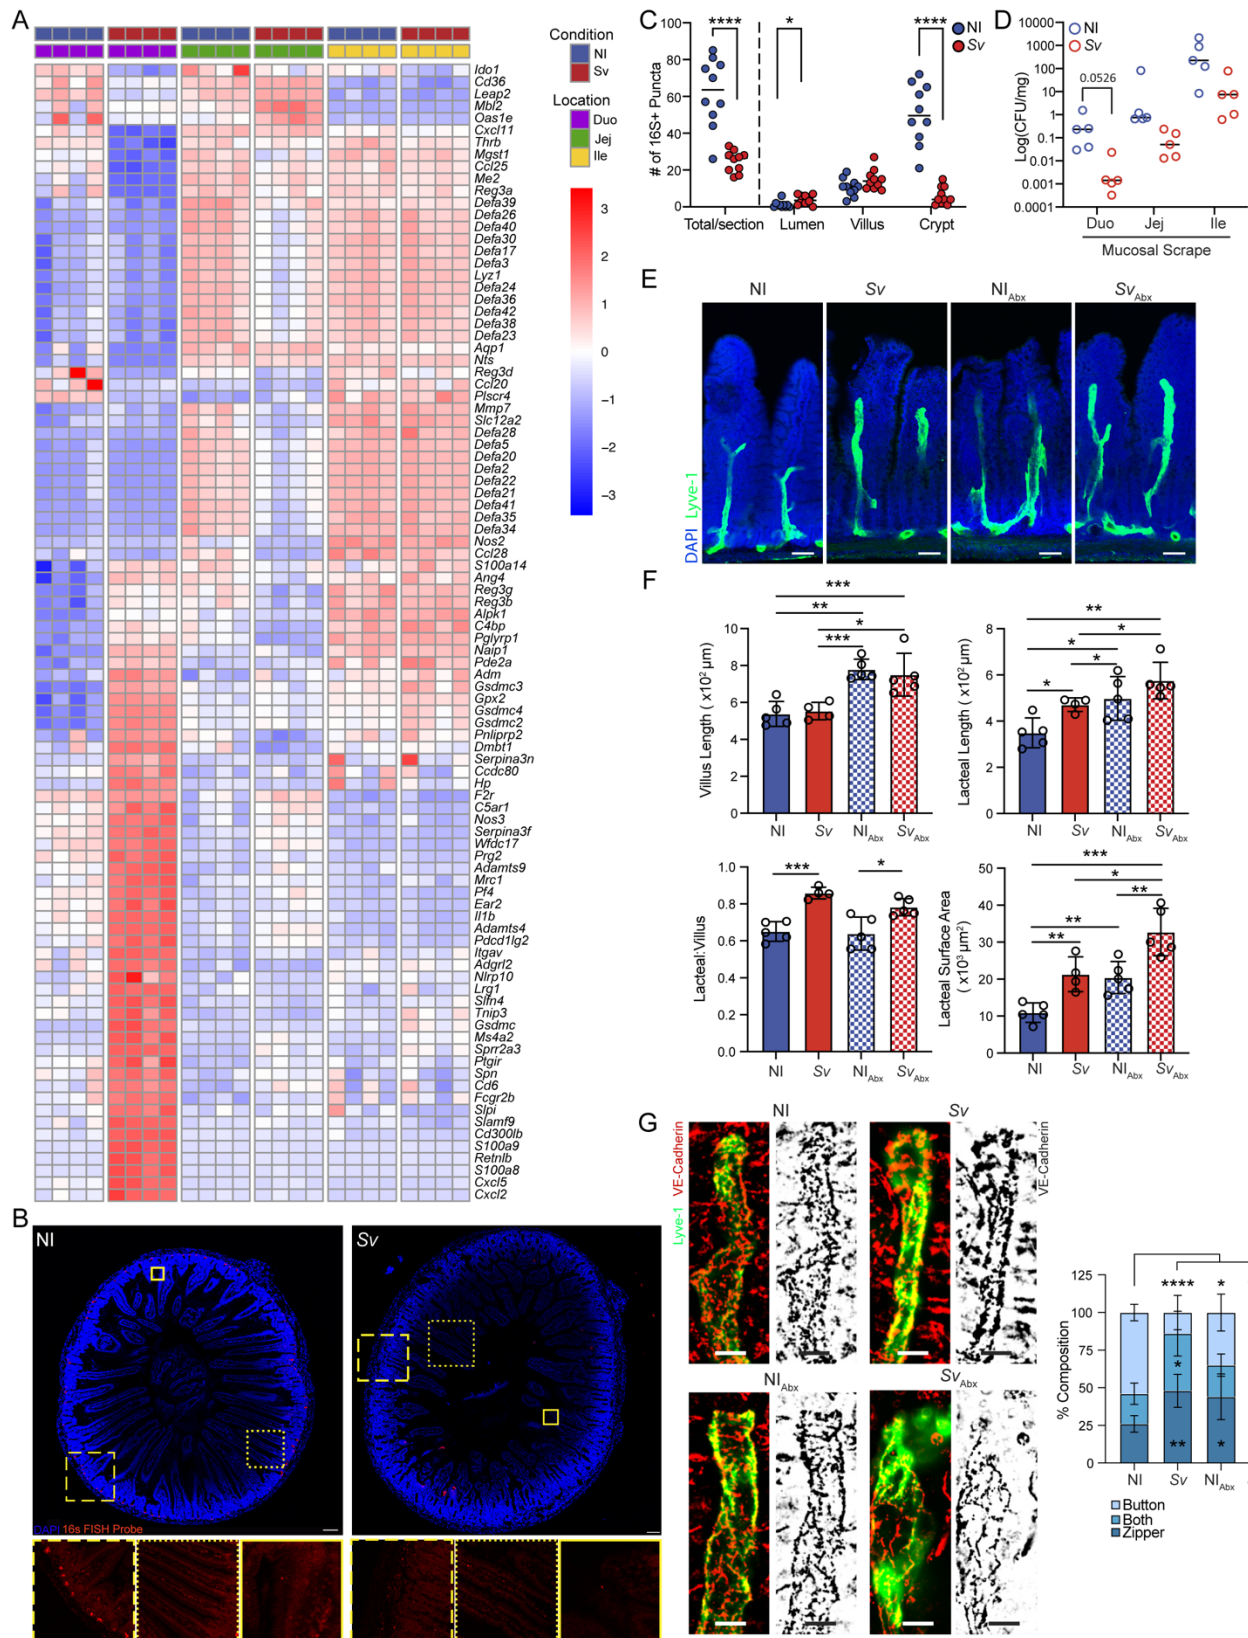 A
Condition
NI
Sv
Location
Duo
Jej
Ile
3
2
1
0
−1
−2
−3
Ido1
Cd36
Leap2
Mbl2
Oas1e
Cxcl11
Thrb
Mgst1
Ccl25
Me2
Reg3a
Defa39
Defa26
Defa40
Defa30
Defa17
Defa3
Lyz1
Defa24
Defa36
Defa42
Defa38
Defa23
Aqp1
Nts
Reg3d
Ccl20
Plscr4
Mmp7
Slc12a2
Defa28
Defa5
Defa20
Defa2
Defa22
Defa21
Defa41
Defa35
Defa34
Nos2
Ccl28
S100a14
Ang4
Reg3g
Reg3b
Alpk1
C4bp
Pglyrp1
Naip1
Pde2a
Adm
Gsdmc3
Gpx2
Gsdmc4
Gsdmc2
Pnliprp2
Dmbt1
Serpina3n
Ccdc80
Hp
F2r
C5ar1
Nos3
Serpina3f
Wfdc17
Prg2
Adamts9
Mrc1
Pf4
Ear2
Il1b
Adamts4
Pdcd1lg2
Itgav
Adgrl2
Nlrp10
Lrg1
Slfn4
Tnip3
Gsdmc
Ms4a2
Sprr2a3
Ptgir
Spn
Cd6
Fcgr2b
Slpi
Slamf9
Cd300lb
S100a9
Retnlb
S100a8
Cxcl5
Cxcl2
B
NI
Sv
DAPI 16s FISH Probe
C
**** * ****
NI
Sv
# of 16S+ Puncta
100
80
60
40
20
0
Total/section Lumen Villus Crypt
D
NI
Sv
Log(CFU/mg)
10000
1000
100
10
1
0.1
0.01
0.001
0.0001
0.0526
Duo Jej Ile
Mucosal Scrape
E
NI Sv NIAbx SvAbx
DAPI Lyve-1
F
Villus Length ( x10² µm)
10
8
6
4
2
0
***
**
*
***
NI Sv NIAbx SvAbx
Lacteal Length ( x10² µm)
8
6
4
2
0
**
* *
*
*
NI Sv NIAbx SvAbx
Lacteal:Villus
1.0
0.8
0.6
0.4
0.2
0.0
*** *
NI Sv NIAbx SvAbx
Lacteal Surface Area
( x10³ µm²)
50
40
30
20
10
0
***
*
**
**
**
NI Sv NIAbx SvAbx
G
NI Sv
Lyve-1 VE-Cadherin
VE-Cadherin
NIAbx SvAbx
% Composition
125
100
75
50
25
0
**** *
*
** *
NI Sv NIAbx
Button
Both
Zipper